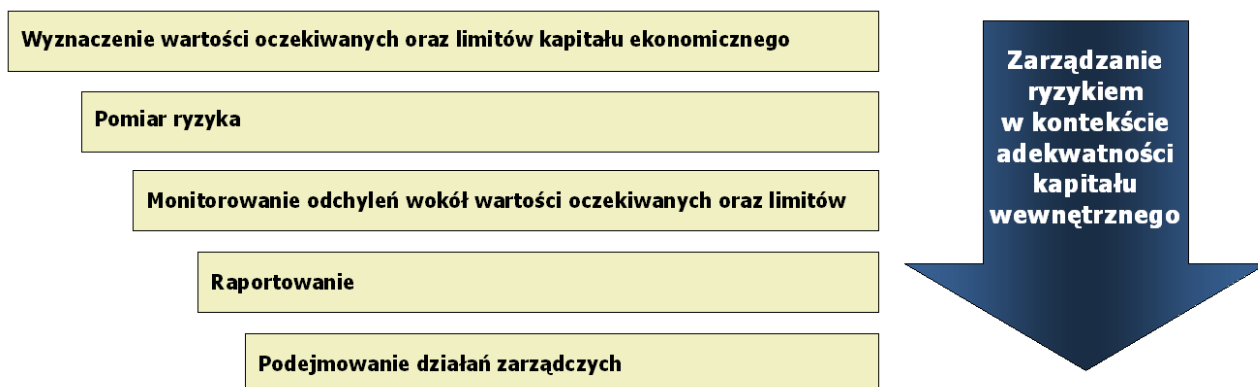 Wyznaczenie wartości oczekiwanych oraz limitów kapitału ekonomicznego
Pomiar ryzyka
Monitorowanie odchyleń wokół wartości oczekiwanych oraz limitów
Raportowanie
Podejmowanie działań zarządczych
Zarządzanie
ryzykiem
w kontekście
adekwatności
kapitału
wewnętrznego